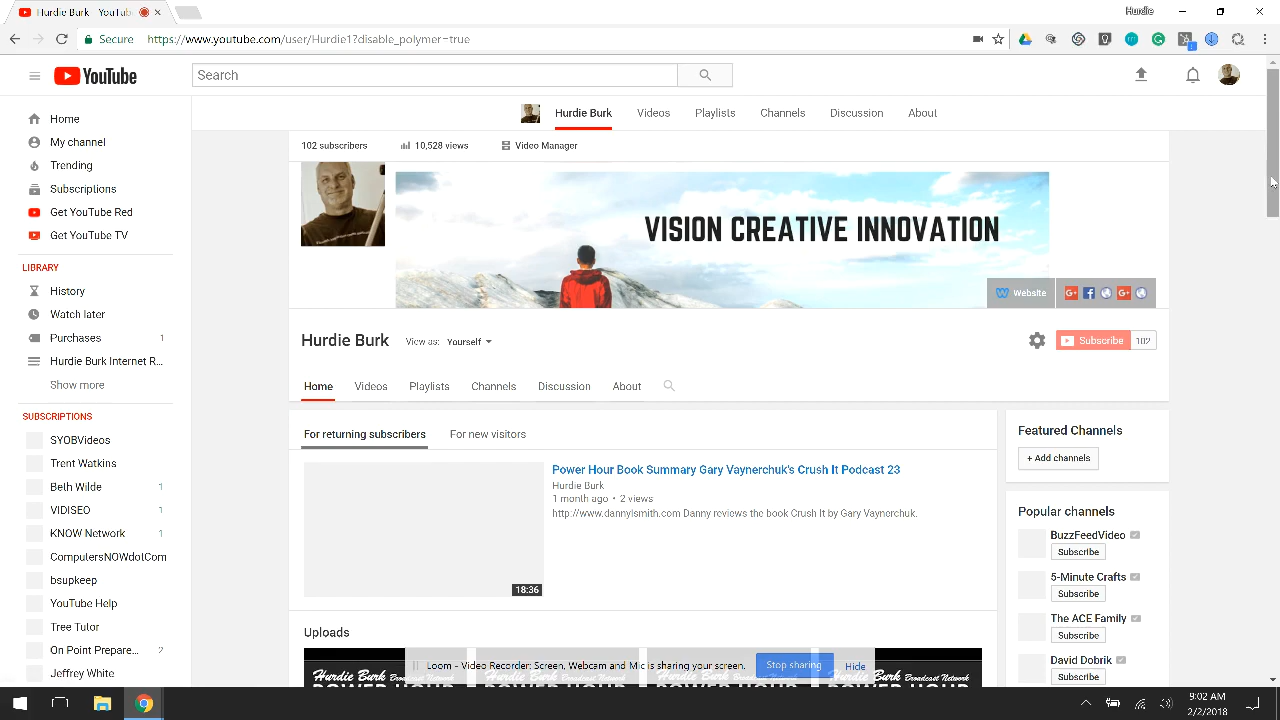 Hurdie Burk - YouTub
Hurdie
Secure https://www.youtube.com/user/Hurdie1?disable_polymer=true
YouTube
Search
Hurdie Burk Videos Playlists Channels Discussion About
Home
My channel
Trending
Subscriptions
Get YouTube Red
Get YouTube TV
LIBRARY
History
Watch later
Purchases 1
Hurdie Burk Internet R...
Show more
SUBSCRIPTIONS
SYOBVideos
Trent Watkins
Beth Wilde 1
VIDISEO 1
KNOW Network 1
ComputersNOWdotCom
bsupkeep
YouTube Help
Tree Tutor
On Point Prepare... 2
Jeffrey White
102 subscribers 10,528 views Video Manager
VISION CREATIVE INNOVATION
Website
Hurdie Burk View as: Yourself
Subscribe 102
Home Videos Playlists Channels Discussion About
For returning subscribers For new visitors
Power Hour Book Summary Gary Vaynerchuk's Crush It Podcast 23
Hurdie Burk
1 month ago • 2 views
http://www.dannylsmith.com Danny reviews the book Crush It by Gary Vaynerchuk.
18:36
Uploads
Hurdie Burk Broadcast Network
POWER HOUR
Loom - Video Recorder: Screen, Webcam and Mic is sharing your screen. Stop sharing Hide
Featured Channels
+ Add channels
Popular channels
BuzzFeedVideo
Subscribe
5-Minute Crafts
Subscribe
The ACE Family
Subscribe
David Dobrik
Subscribe
9:02 AM
2/2/2018